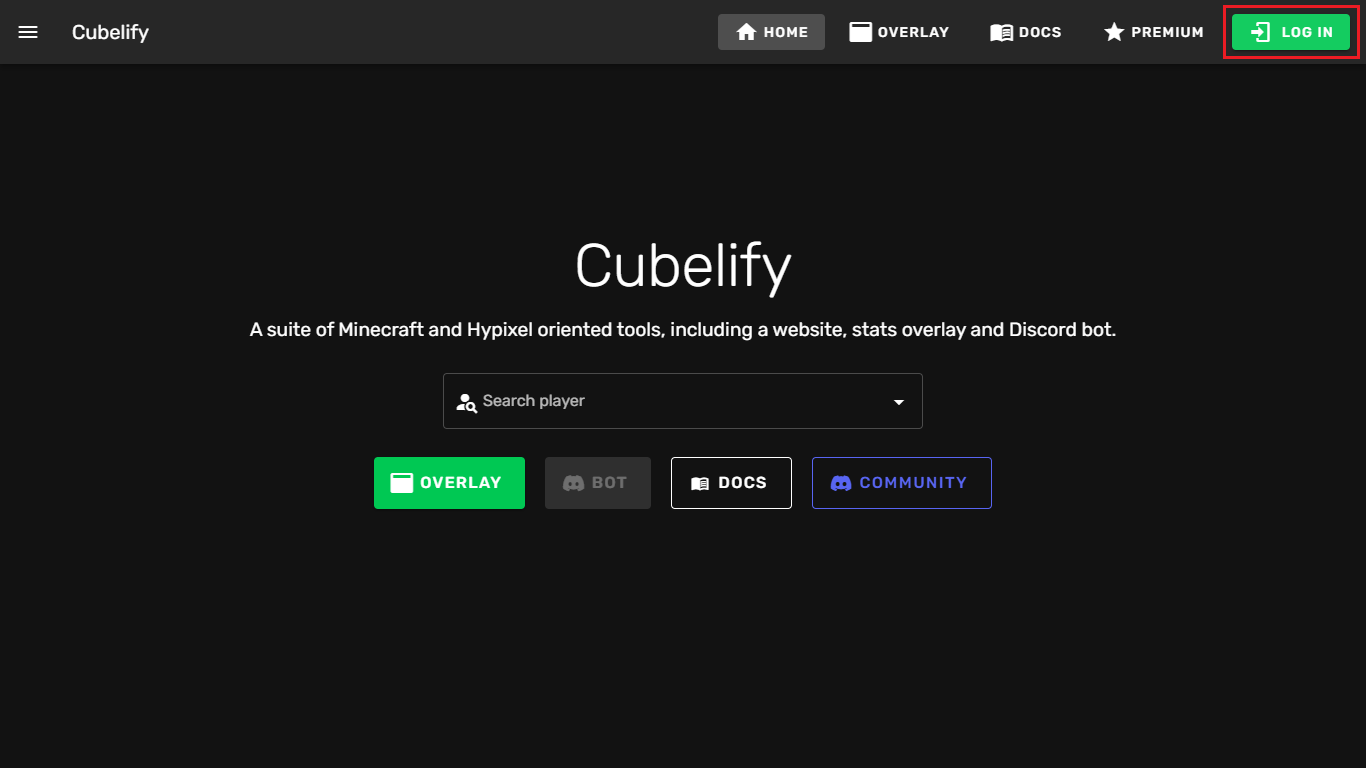 Cubelify
HOME
OVERLAY
DOCS
PREMIUM
LOG IN
Cubelify
A suite of Minecraft and Hypixel oriented tools, including a website, stats overlay and Discord bot.
Search player
OVERLAY
BOT
DOCS
COMMUNITY